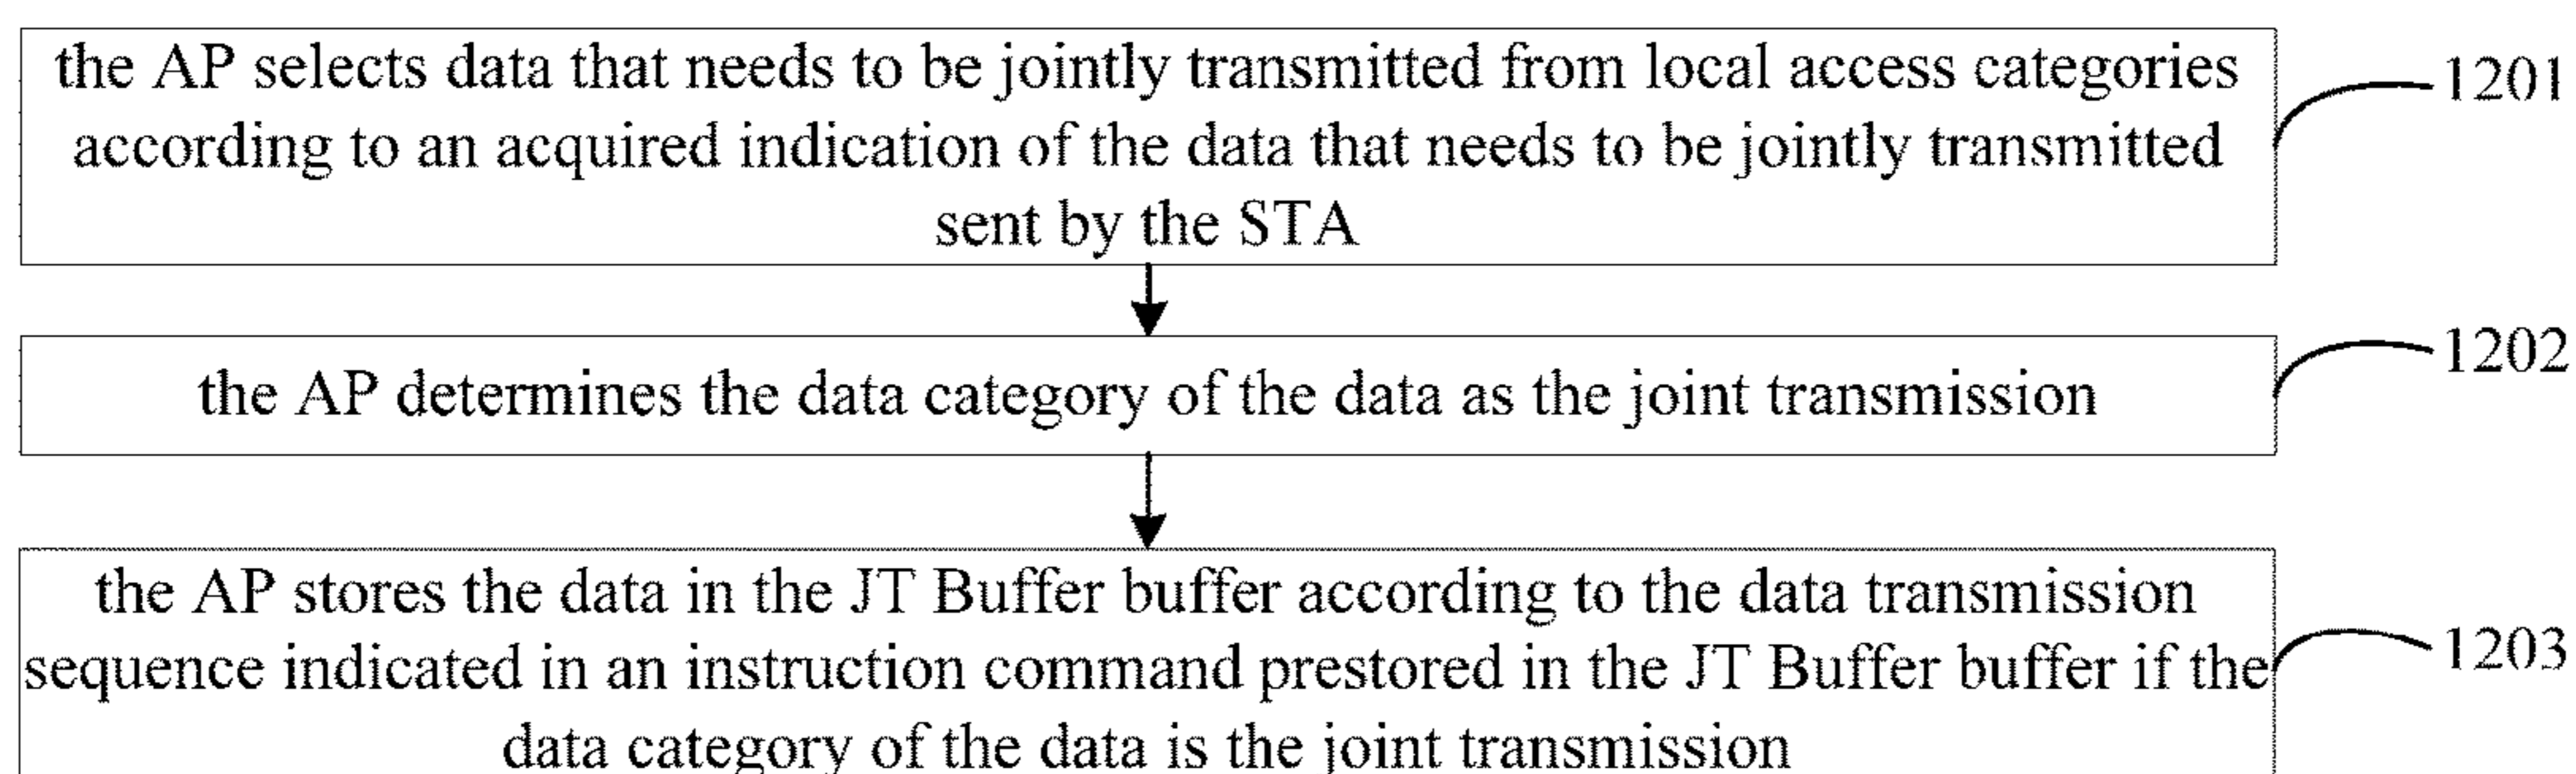 the AP selects data that needs to be jointly transmitted from local access categories
according to an acquired indication of the data that needs to be jointly transmitted
sent by the STA
1201
the AP determines the data category of the data as the joint transmission
1202
the AP stores the data in the JT Buffer buffer according to the data transmission
sequence indicated in an instruction command prestored in the JT Buffer buffer if the
data category of the data is the joint transmission
1203